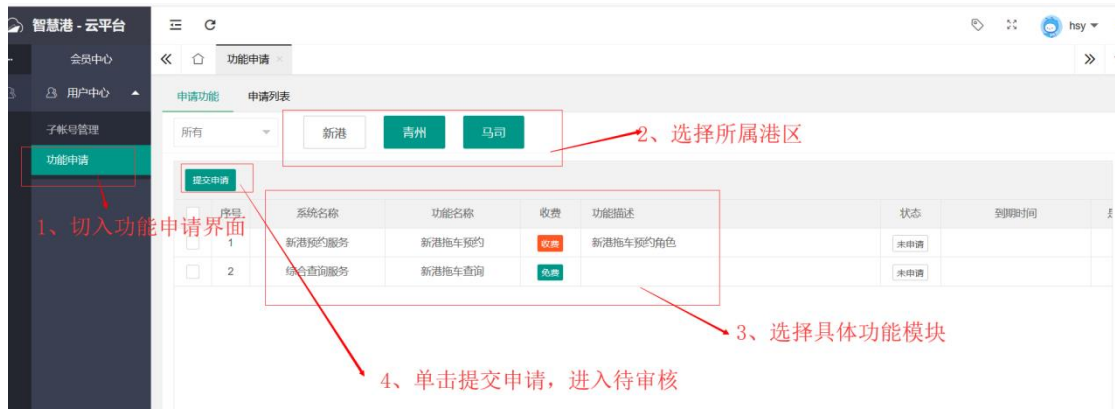 智慧港 - 云平台
hsy
会员中心
功能申请
用户中心
申请功能 申请列表
子帐号管理
所有 新港 青州 马司
2、选择所属港区
功能申请
提交申请
序号 系统名称 功能名称 收费 功能描述 状态 到期时间
1、切入功能申请界面
1 新港预约服务 新港拖车预约 收费 新港拖车预约角色 未申请
2 综合查询服务 新港拖车查询 免费 未申请
3、选择具体功能模块
4、单击提交申请，进入待审核